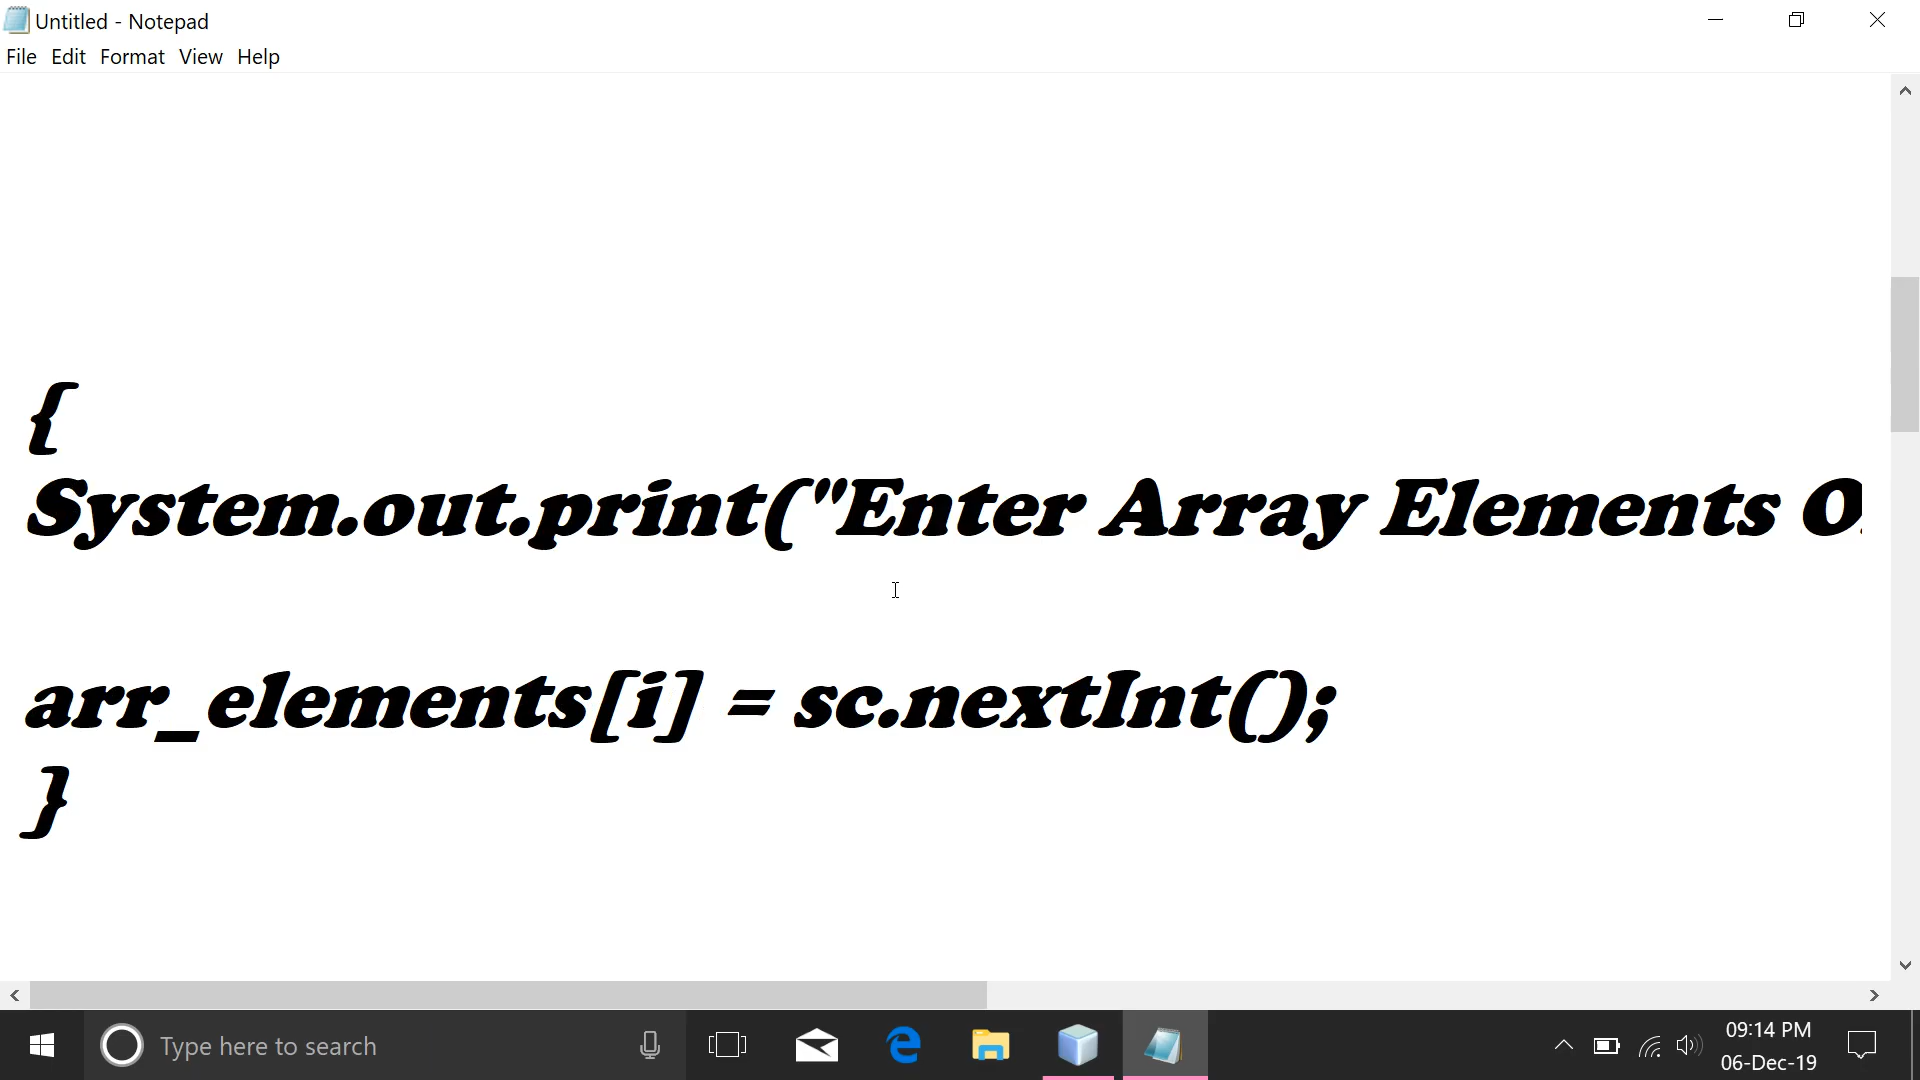 Untitled - Notepad
File Edit Format View Help
{
System.out.print("Enter Array Elements O
arr_elements[i] = sc.nextInt();
}
Type here to search
09:14 PM
06-Dec-19